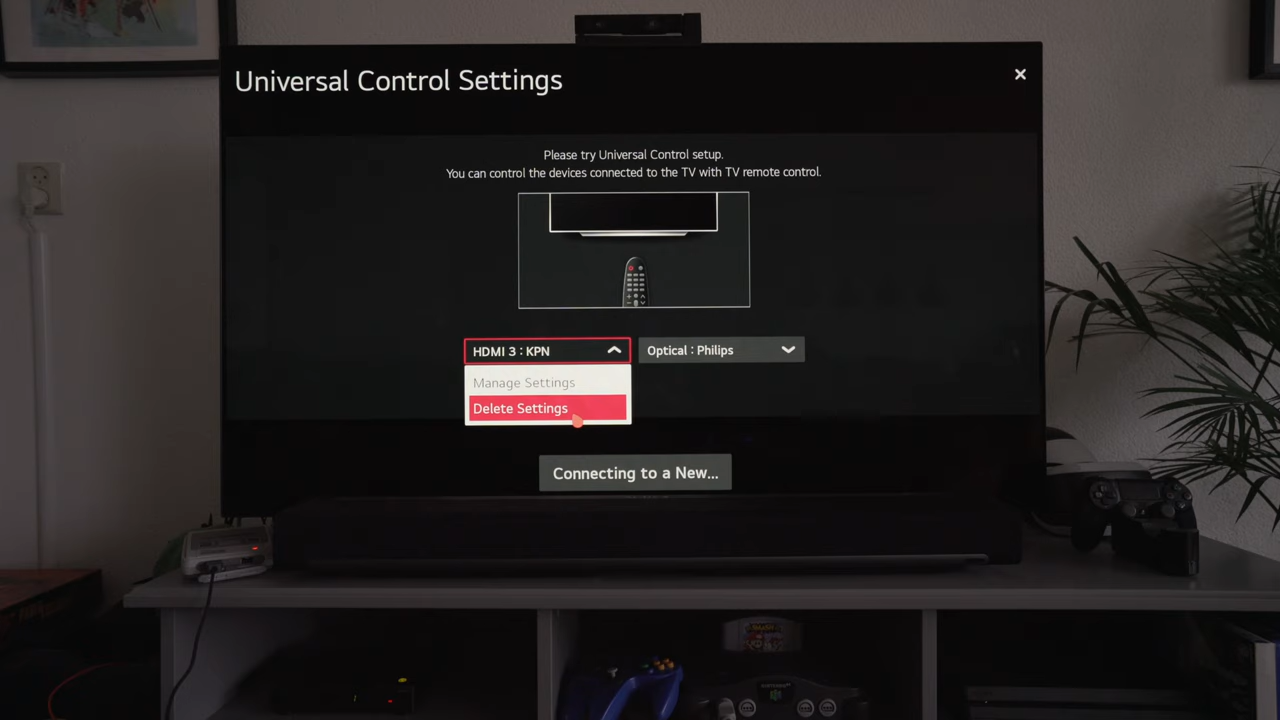 Universal Control Settings
Please try Universal Control setup.
You can control the devices connected to the TV with TV remote control.
HDMI 3 : KPN
Optical : Philips
Manage Settings
Delete Settings
Connecting to a New...